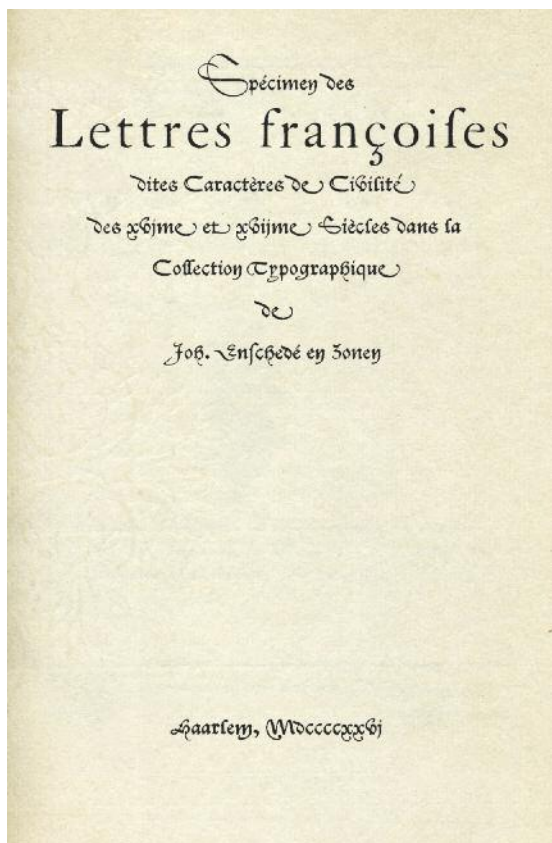 Spécimen des
Lettres françoiſes
dites Caractères de Civilité
des xvjme et xvijme Siècles dans la
Collection Typographique
de
Joh. Enſchedé en Zonen
Haarlem, MDccccxxvj